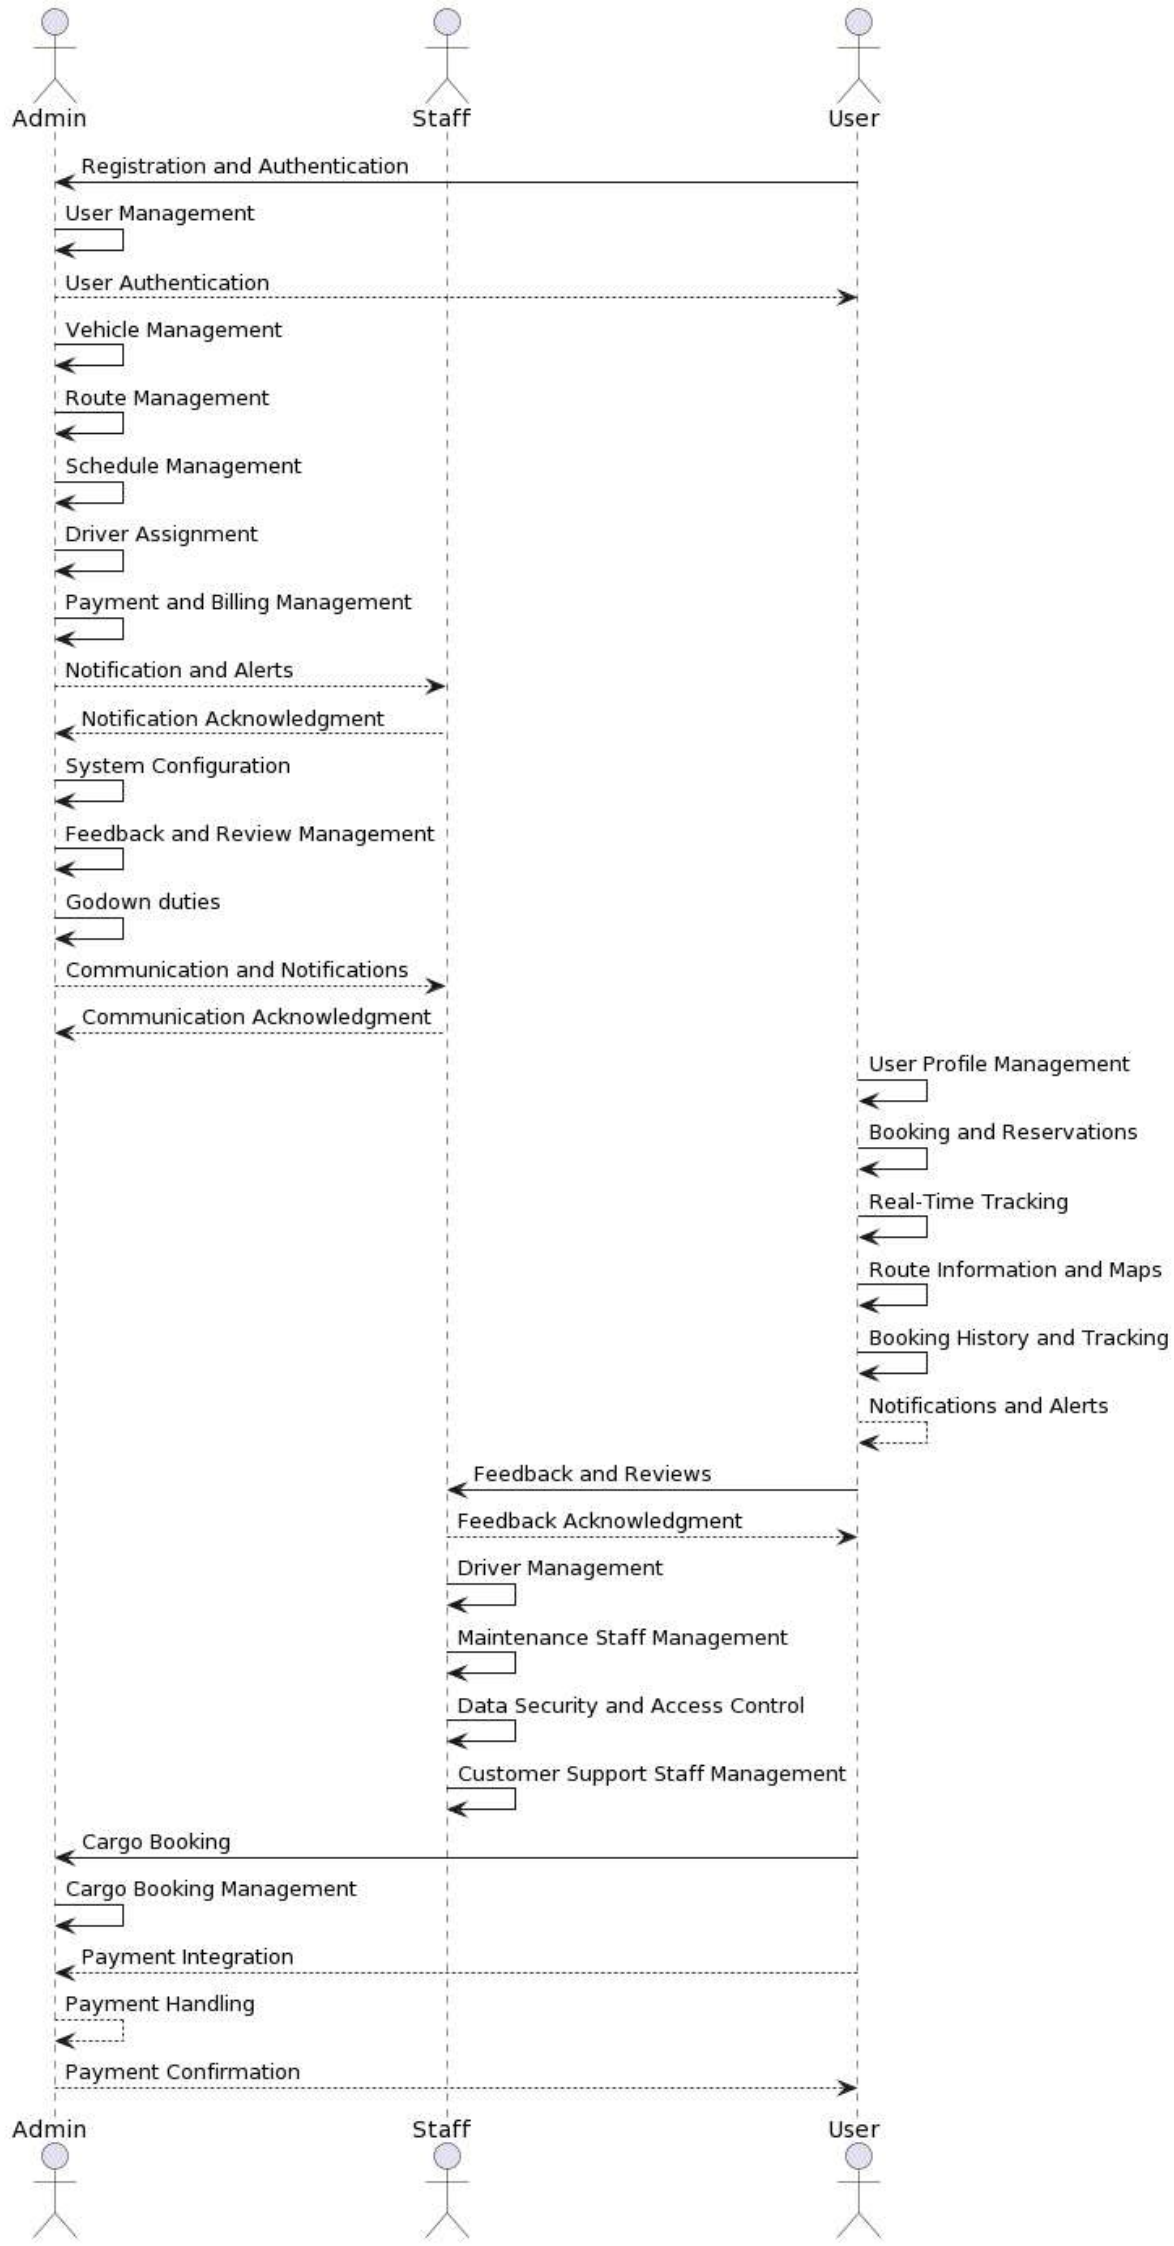 Admin
Staff
User
Registration and Authentication
User Management
User Authentication
Vehicle Management
Route Management
Schedule Management
Driver Assignment
Payment and Billing Management
Notification and Alerts
Notification Acknowledgment
System Configuration
Feedback and Review Management
Godown duties
Communication and Notifications
Communication Acknowledgment
User Profile Management
Booking and Reservations
Real-Time Tracking
Route Information and Maps
Booking History and Tracking
Notifications and Alerts
Feedback and Reviews
Feedback Acknowledgment
Driver Management
Maintenance Staff Management
Data Security and Access Control
Customer Support Staff Management
Cargo Booking
Cargo Booking Management
Payment Integration
Payment Handling
Payment Confirmation
Admin
Staff
User